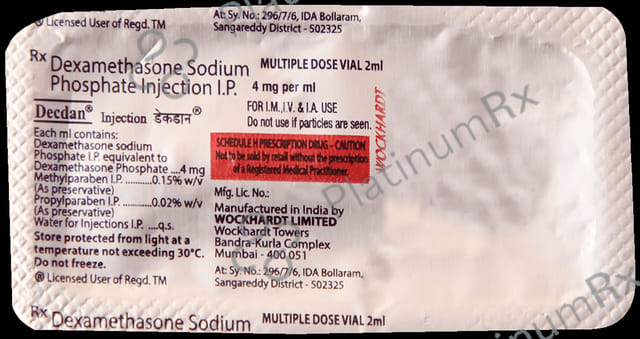 ® Licensed User of Regd. TM
At: Sy. No.: 296/7/6, IDA Bollaram,
Sangareddy District - 502325
Rx Dexamethasone Sodium
Phosphate Injection I.P.
MULTIPLE DOSE VIAL 2ml
4 mg per ml
Decdan® Injection डेकडान®
FOR I.M., I.V. & I.A. USE
Do not use if particles are seen.
Each ml contains:
Dexamethasone sodium
Phosphate I.P. equivalent to
Dexamethasone Phosphate ....4 mg
Methylparaben I.P. ..........0.15% w/v
(As preservative)
Propylparaben I.P. ...........0.02% w/v
(As preservative)
Water for Injections I.P. ....q.s.
Store protected from light at a
temperature not exceeding 30°C.
Do not freeze.
® Licensed User of Regd. TM
SCHEDULE H PRESCRIPTION DRUG - CAUTION
Not to be sold by retail without the prescription
of a Registered Medical Practitioner.
WOCKHARDT
Mfg. Lic. No.:
Manufactured in India by
WOCKHARDT LIMITED
Wockhardt Towers
Bandra-Kurla Complex
Mumbai - 400 051
At: Sy. No.: 296/7/6, IDA Bollaram,
Sangareddy District - 502325
Rx Dexamethasone Sodium
MULTIPLE DOSE VIAL 2ml
PlatinumRx
PlatinumRx